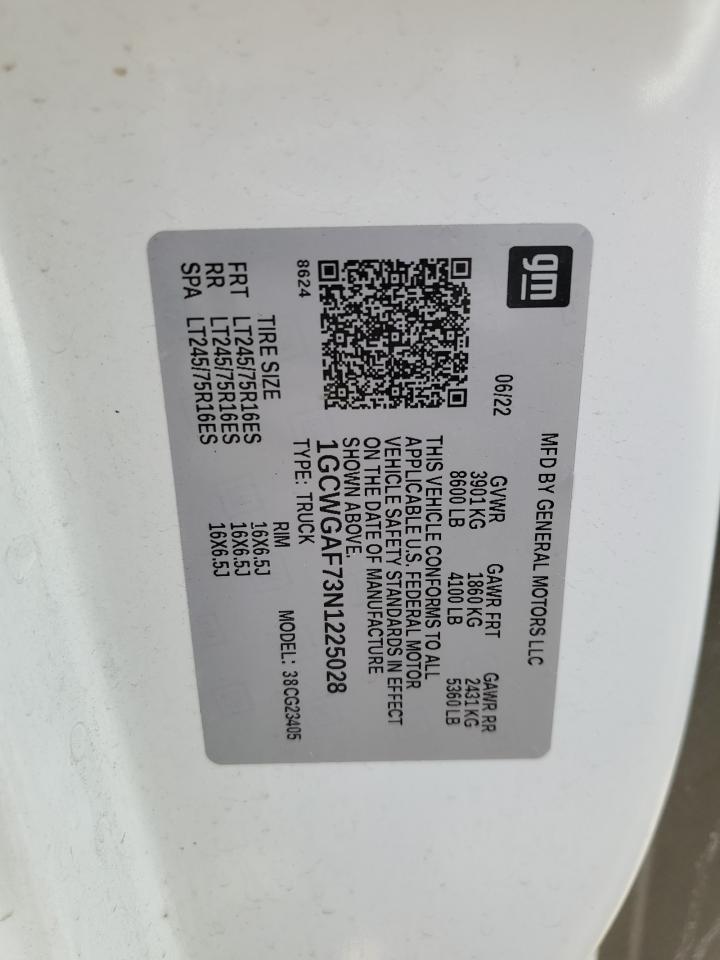 gm
MFD BY GENERAL MOTORS LLC
06/22
GVWR GAWR FRT GAWR RR
3901 KG 1860 KG 2431 KG
8600 LB 4100 LB 5360 LB
THIS VEHICLE CONFORMS TO ALL
APPLICABLE U.S. FEDERAL MOTOR
VEHICLE SAFETY STANDARDS IN EFFECT
ON THE DATE OF MANUFACTURE
SHOWN ABOVE.
1GCWGAF73N1225028
8624
TYPE: TRUCK MODEL: 38CG23405
TIRE SIZE RIM
FRT LT245/75R16ES 16X6.5J
RR LT245/75R16ES 16X6.5J
SPA LT245/75R16ES 16X6.5J